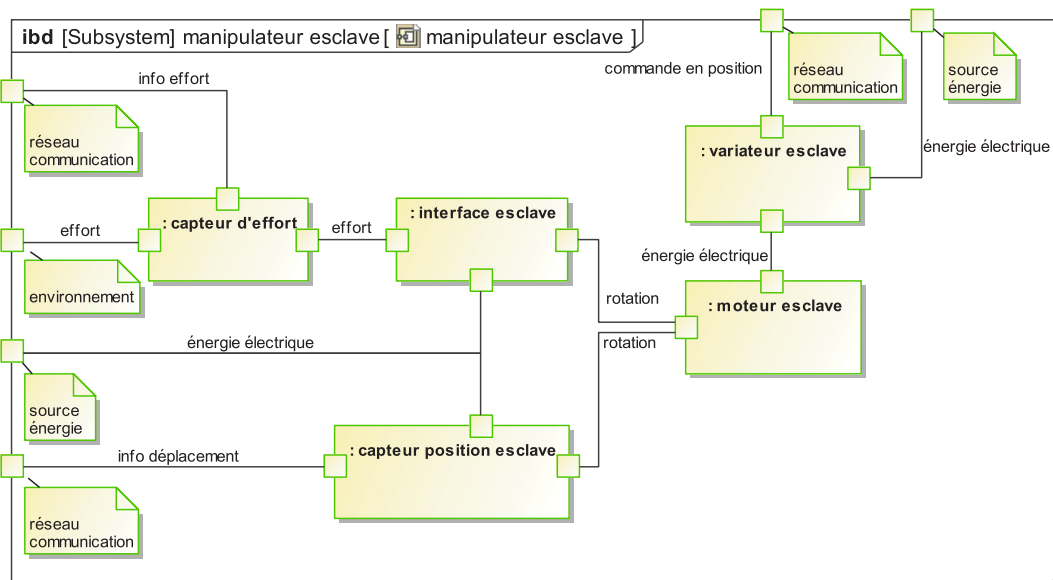 ibd [Subsystem] manipulateur esclave [ manipulateur esclave ]
info effort
commande en position
réseau
communication
source
énergie
réseau
communication
: variateur esclave
énergie électrique
: capteur d'effort
: interface esclave
effort
effort
énergie électrique
environnement
rotation
: moteur esclave
énergie électrique
rotation
source
énergie
: capteur position esclave
info déplacement
réseau
communication